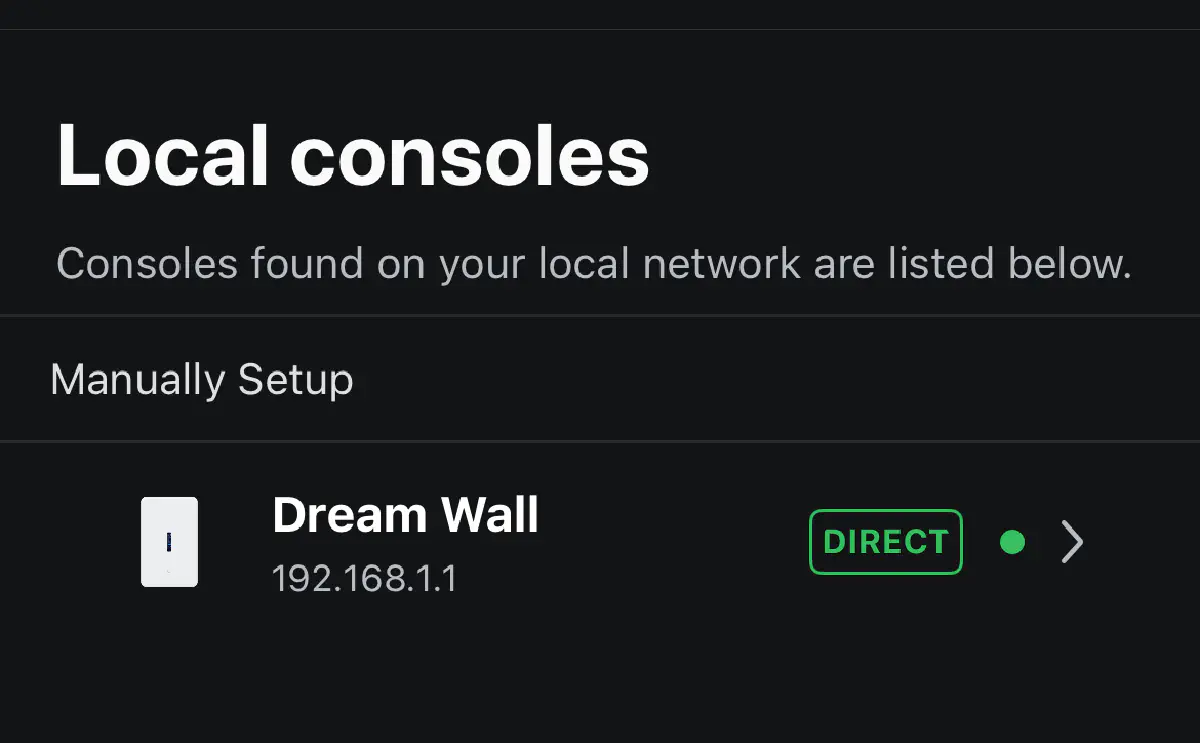 Local consoles
Consoles found on your local network are listed below.
Manually Setup
Dream Wall
DIRECT
192.168.1.1